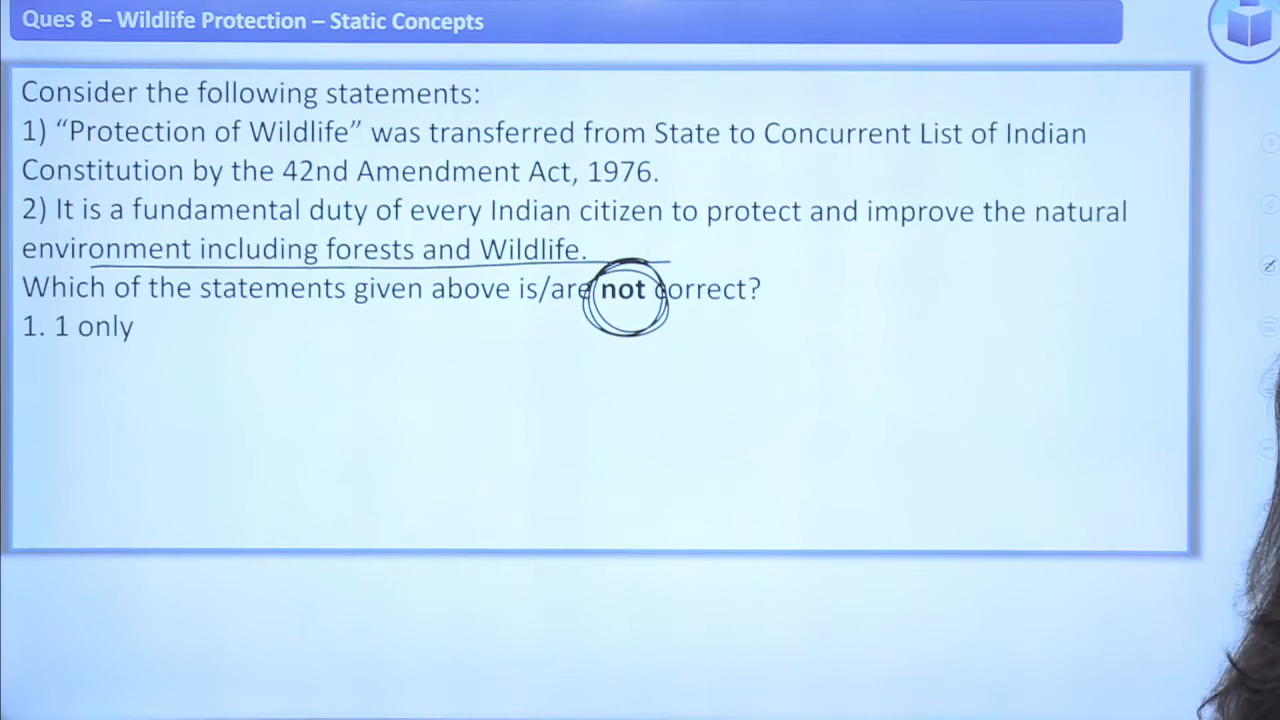 Ques 8 – Wildlife Protection – Static Concepts
Consider the following statements:
1) “Protection of Wildlife” was transferred from State to Concurrent List of Indian
Constitution by the 42nd Amendment Act, 1976.
2) It is a fundamental duty of every Indian citizen to protect and improve the natural
environment including forests and Wildlife.
Which of the statements given above is/are not correct?
1. 1 only